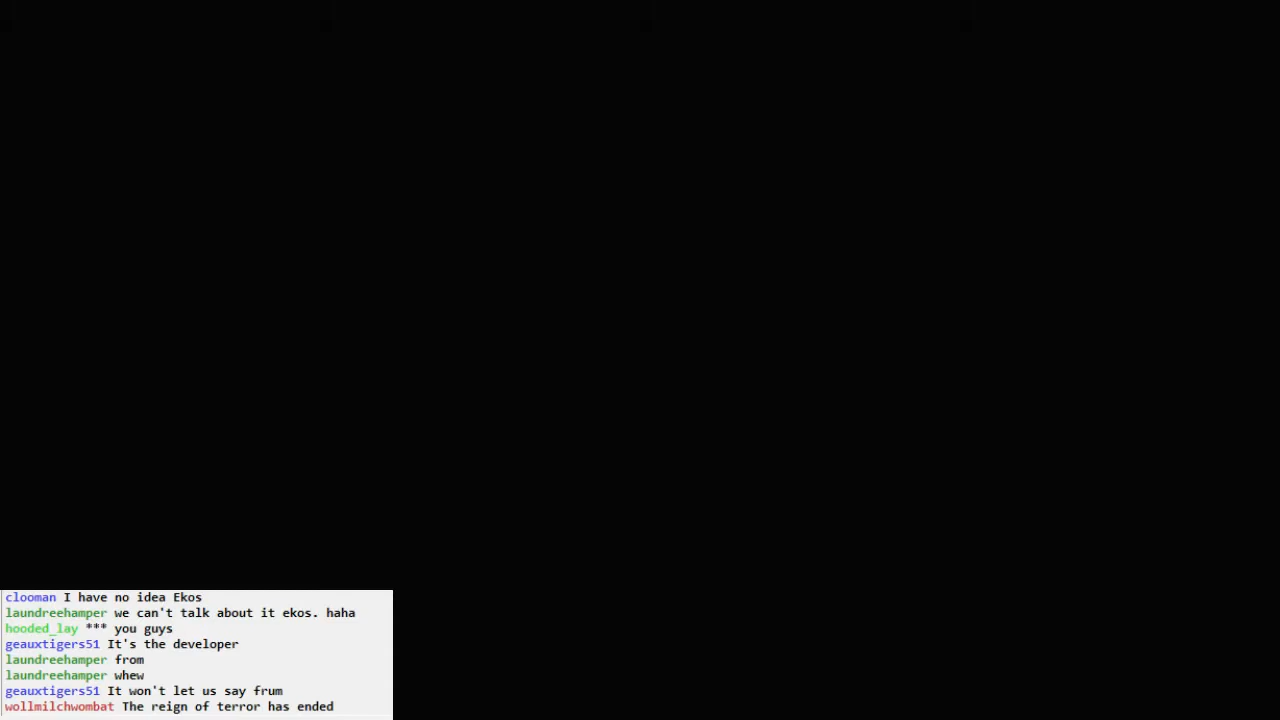 clooman I have no idea Ekos
laundreehamper we can't talk about it ekos. haha
hooded_lay *** you guys
geauxtigers51 It's the developer
laundreehamper from
laundreehamper whew
geauxtigers51 It won't let us say frum
wollmilchwombat The reign of terror has ended